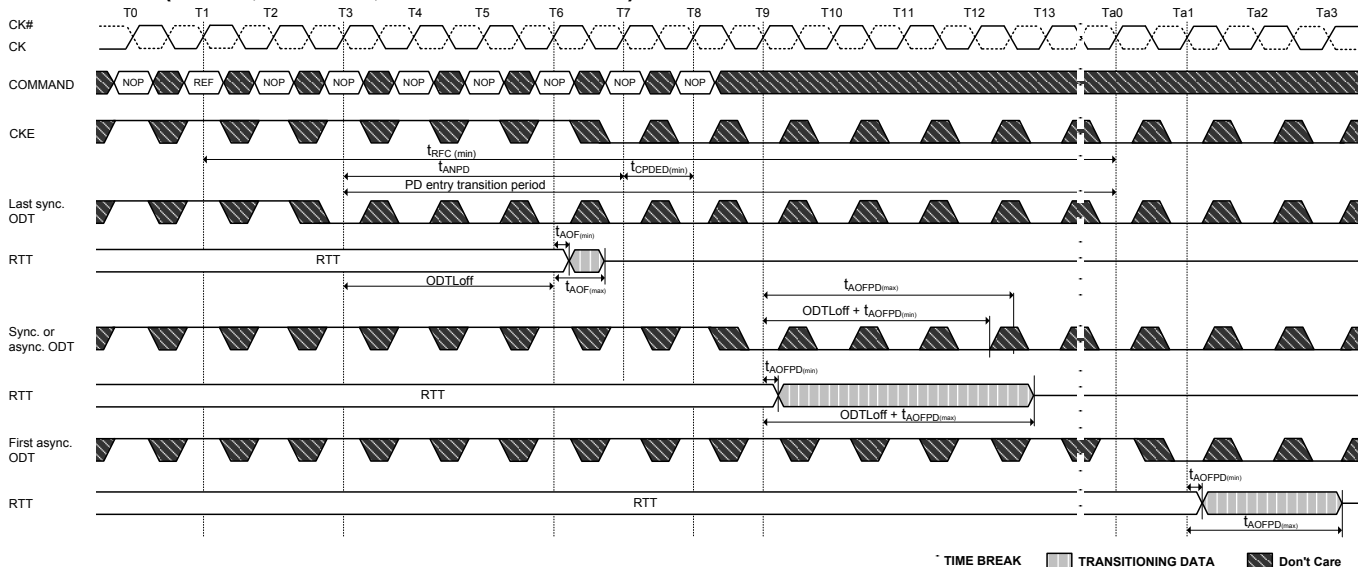 T0 T1 T2 T3 T4 T5 T6 T7 T8 T9 T10 T11 T12 T13 Ta0 Ta1 Ta2 Ta3
CK#
CK
COMMAND NOP REF NOP NOP NOP NOP NOP NOP NOP
CKE
tRFC (min)
tANPD tCPDED(min)
PD entry transition period
Last sync.
ODT
tAOF(min)
RTT RTT
ODTLoff tAOF(max)
tAOFPD(max)
ODTLoff + tAOFPD(min)
Sync. or
async. ODT
tAOFPD(min)
RTT RTT
ODTLoff + tAOFPD(max)
First async.
ODT
tAOFPD(min)
RTT RTT
tAOFPD(max)
TIME BREAK TRANSITIONING DATA Don't Care